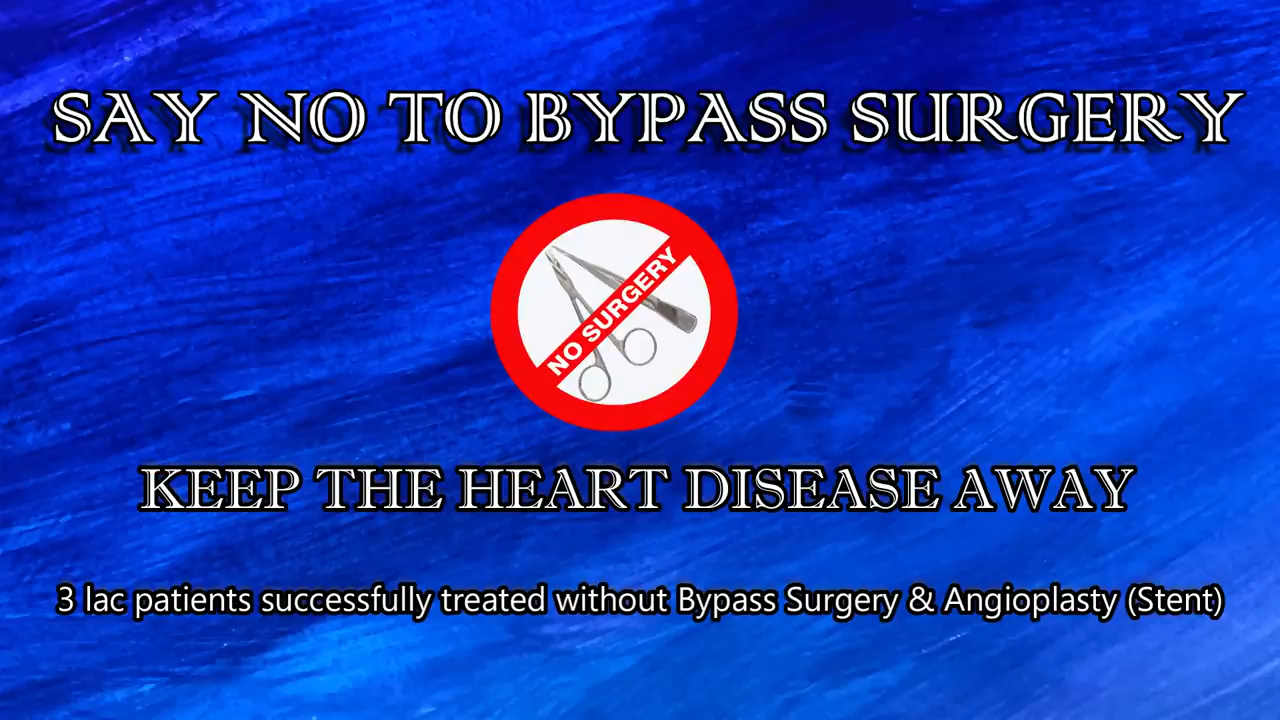 SAY NO TO BYPASS SURGERY
NO SURGERY
KEEP THE HEART DISEASE AWAY
3 lac patients successfully treated without Bypass Surgery & Angioplasty (Stent)